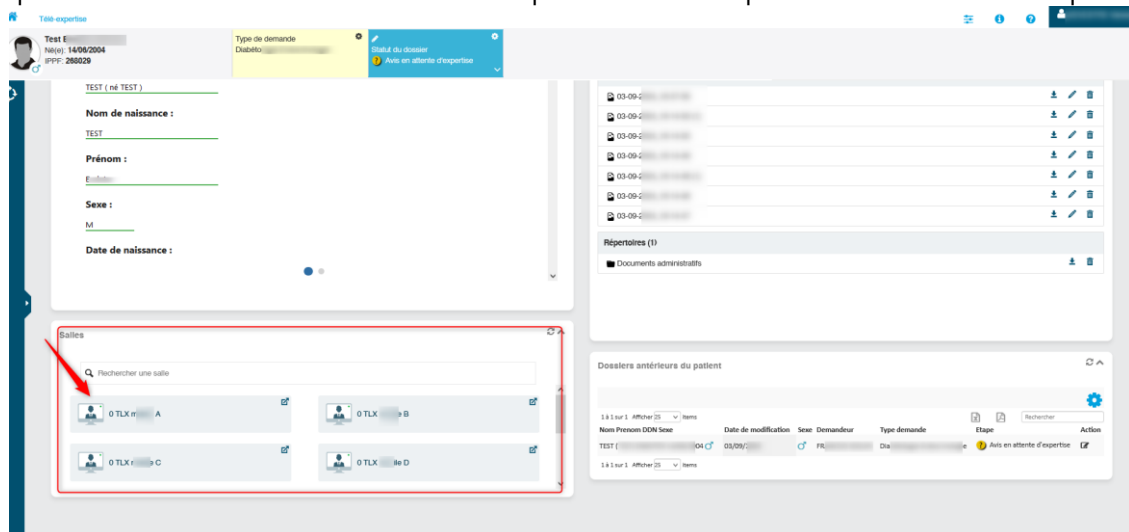 Télé-expertise
Test E
Né(e): 14/06/2004
IPPF: 268029
Type de demande
Diabéto
Statut du dossier
Avis en attente d'expertise
TEST ( né TEST )
Nom de naissance :
TEST
Prénom :
Sexe :
M
Date de naissance :
03-09-2
03-09-2
03-09-2
03-09-2
03-09-2
03-09-2
03-09-2
Répertoires (1)
Documents administratifs
Salles
Rechercher une salle
0 TLX m A
0 TLX e B
0 TLX r e C
0 TLX lle D
Dossiers antérieurs du patient
1 à 1 sur 1 Afficher 25 items
Rechercher
Nom Prenom DDN Sexe Date de modification Sexe Demandeur Type demande Etape Action
TEST ( 04 03/09/ FR Dia e Avis en attente d'expertise
1 à 1 sur 1 Afficher 25 items